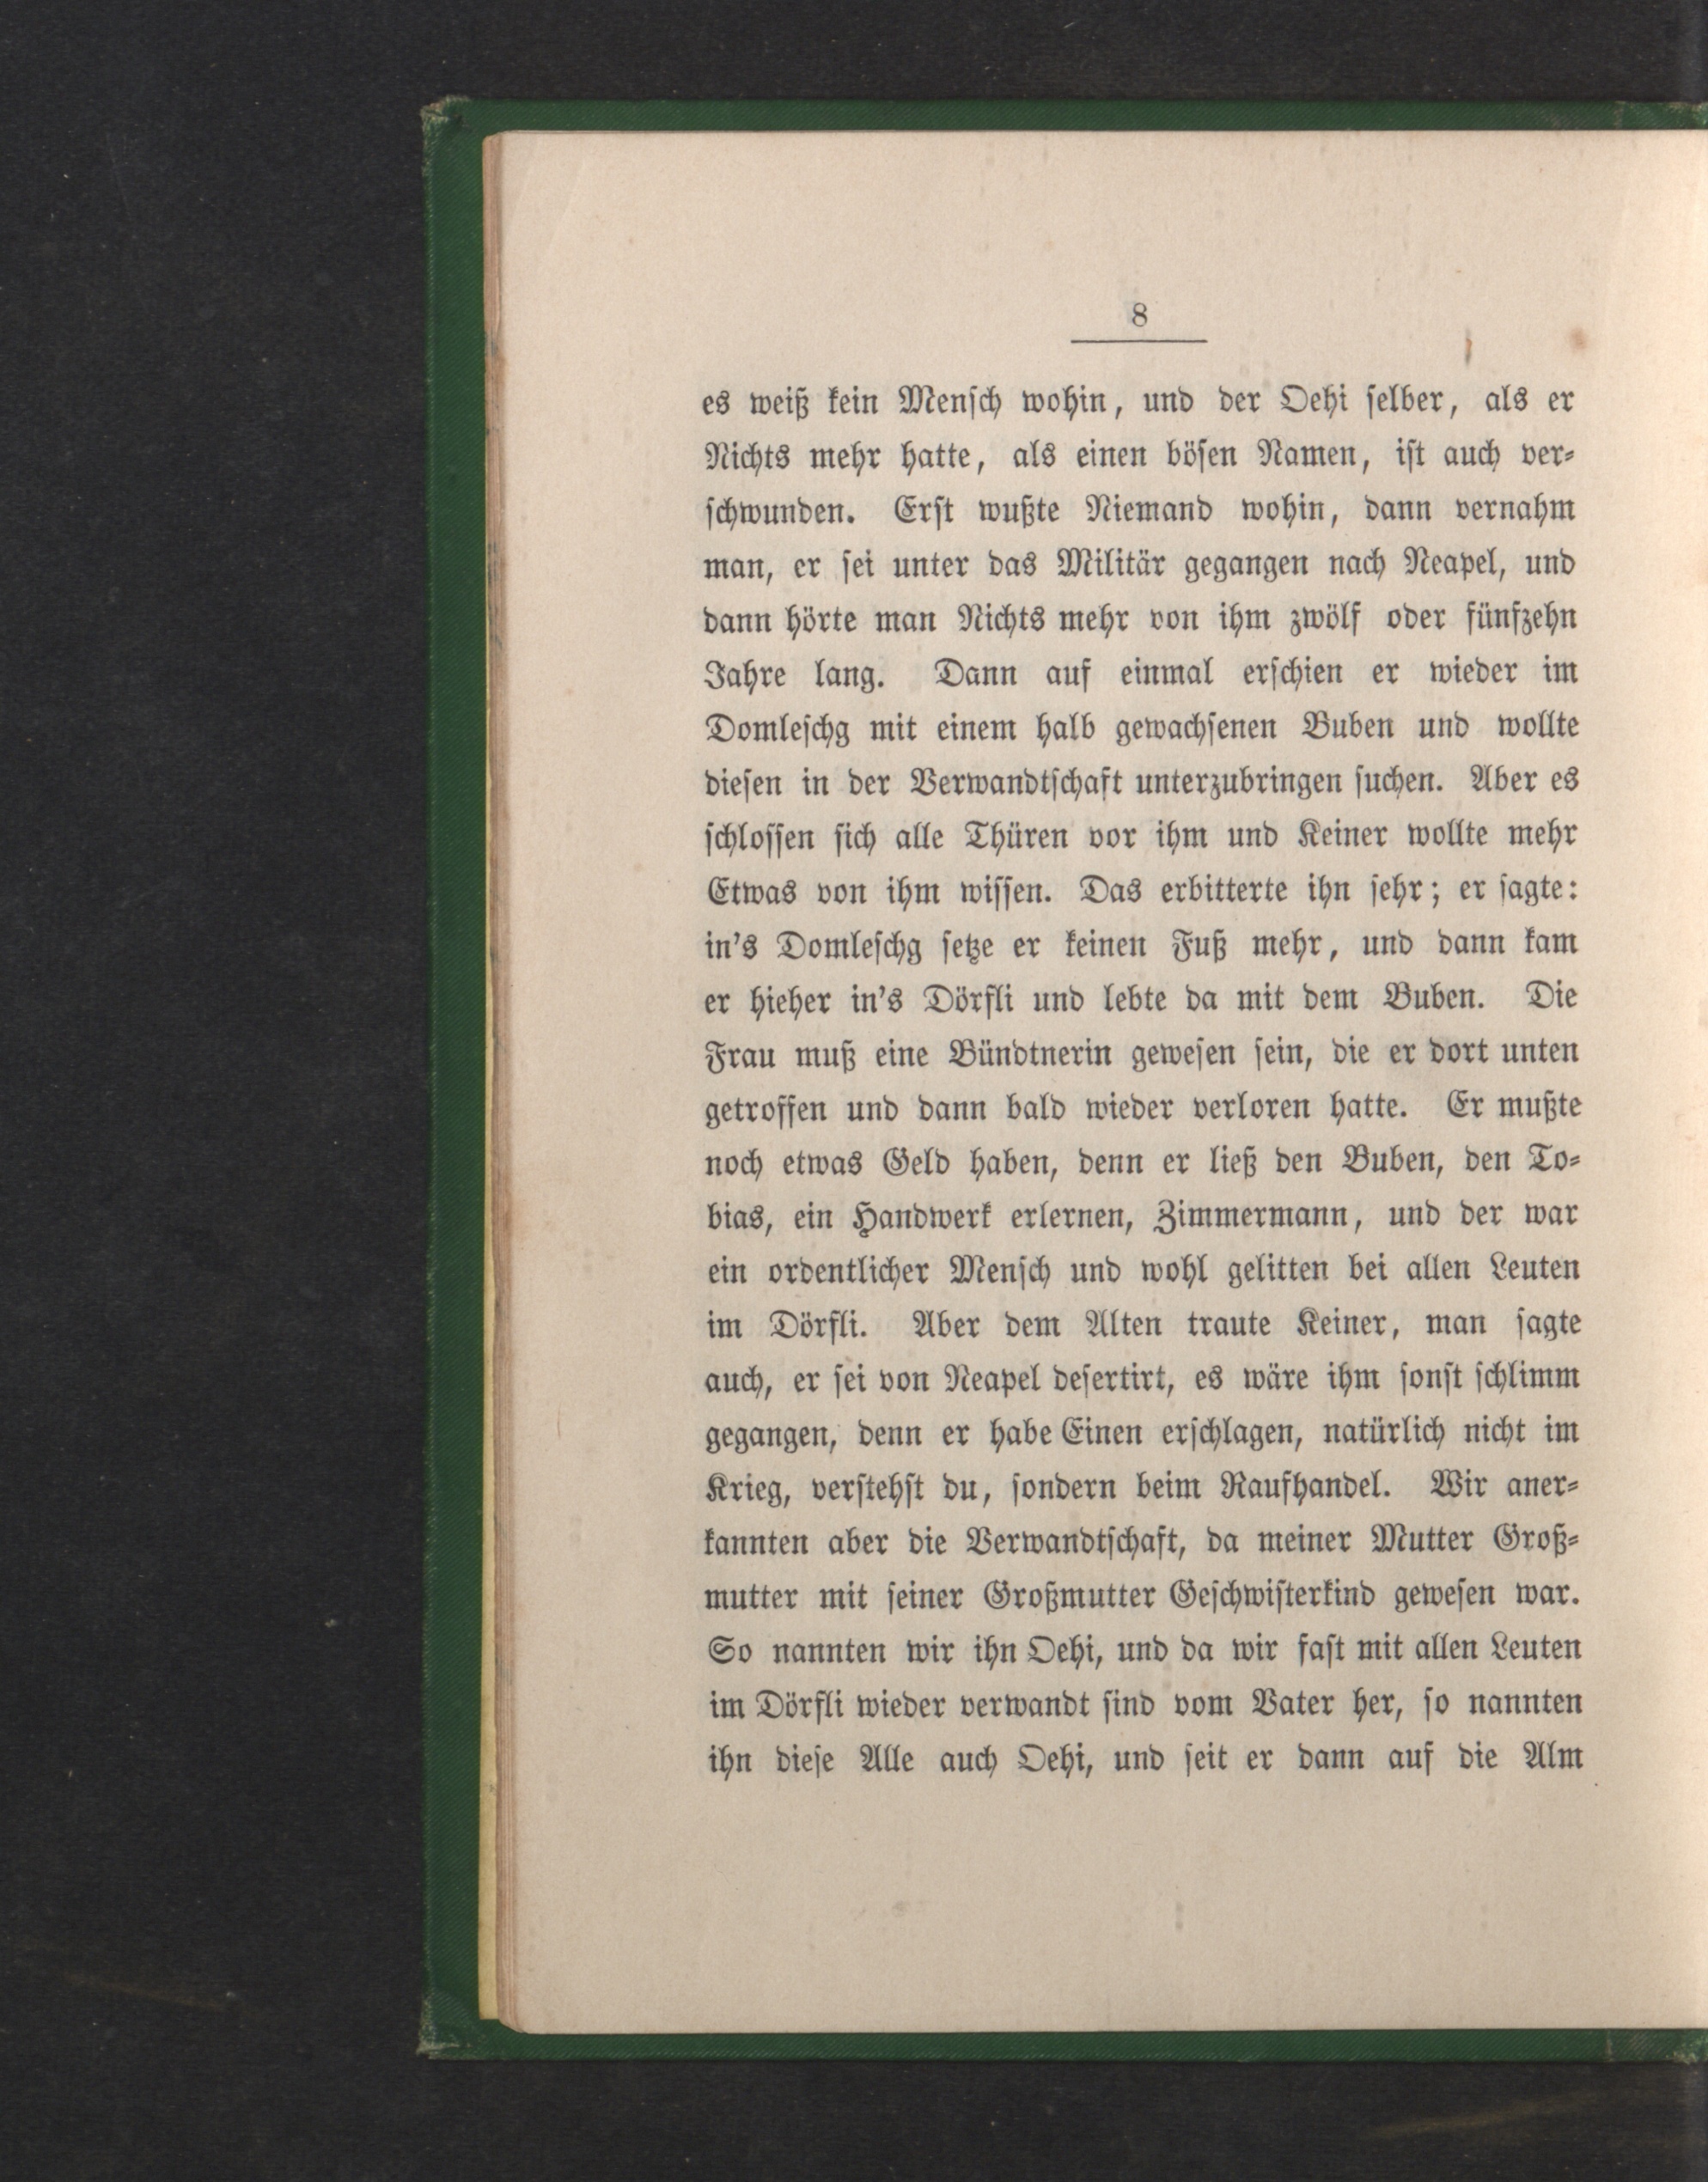 8
es weiß kein Mensch wohin, und der Oehi selber, als er
Nichts mehr hatte, als einen bösen Namen, ist auch ver-
schwunden. Erst wußte Niemand wohin, dann vernahm
man, er sei unter das Militär gegangen nach Neapel, und
dann hörte man Nichts mehr von ihm zwölf oder fünfzehn
Jahre lang. Dann auf einmal erschien er wieder im
Domleschg mit einem halb gewachsenen Buben und wollte
diesen in der Verwandtschaft unterzubringen suchen. Aber es
schlossen sich alle Thüren vor ihm und Keiner wollte mehr
Etwas von ihm wissen. Das erbitterte ihn sehr; er sagte:
in's Domleschg setze er keinen Fuß mehr, und dann kam
er hieher in's Dörfli und lebte da mit dem Buben. Die
Frau muß eine Bündtnerin gewesen sein, die er dort unten
getroffen und dann bald wieder verloren hatte. Er mußte
noch etwas Geld haben, denn er ließ den Buben, den To-
bias, ein Handwerk erlernen, Zimmermann, und der war
ein ordentlicher Mensch und wohl gelitten bei allen Leuten
im Dörfli. Aber dem Alten traute Keiner, man sagte
auch, er sei von Neapel desertirt, es wäre ihm sonst schlimm
gegangen, denn er habe Einen erschlagen, natürlich nicht im
Krieg, verstehst du, sondern beim Raufhandel. Wir aner-
kannten aber die Verwandtschaft, da meiner Mutter Groß-
mutter mit seiner Großmutter Geschwisterkind gewesen war.
So nannten wir ihn Oehi, und da wir fast mit allen Leuten
im Dörfli wieder verwandt sind vom Vater her, so nannten
ihn diese Alle auch Oehi, und seit er dann auf die Alm